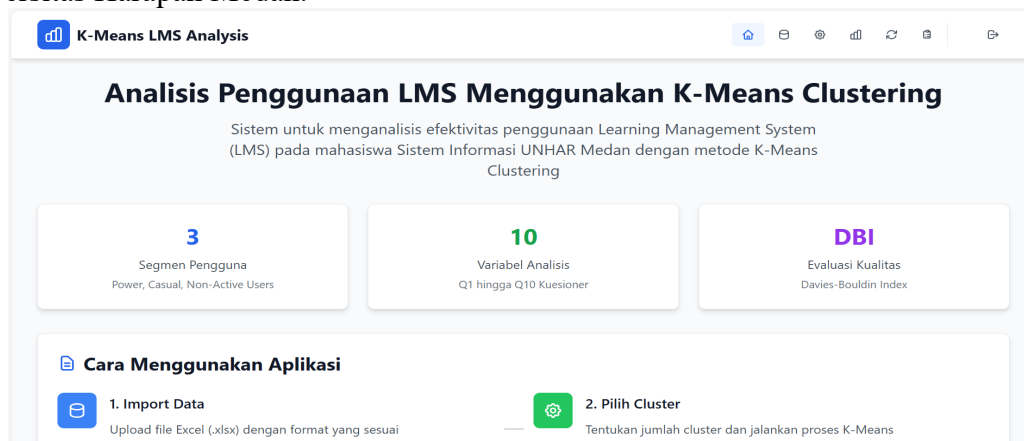 K-Means LMS Analysis
Analisis Penggunaan LMS Menggunakan K-Means Clustering
Sistem untuk menganalisis efektivitas penggunaan Learning Management System
(LMS) pada mahasiswa Sistem Informasi UNHAR Medan dengan metode K-Means
Clustering
3
Segmen Pengguna
Power, Casual, Non-Active Users
10
Variabel Analisis
Q1 hingga Q10 Kuesioner
DBI
Evaluasi Kualitas
Davies-Bouldin Index
Cara Menggunakan Aplikasi
1. Import Data
Upload file Excel (.xlsx) dengan format yang sesuai
2. Pilih Cluster
Tentukan jumlah cluster dan jalankan proses K-Means